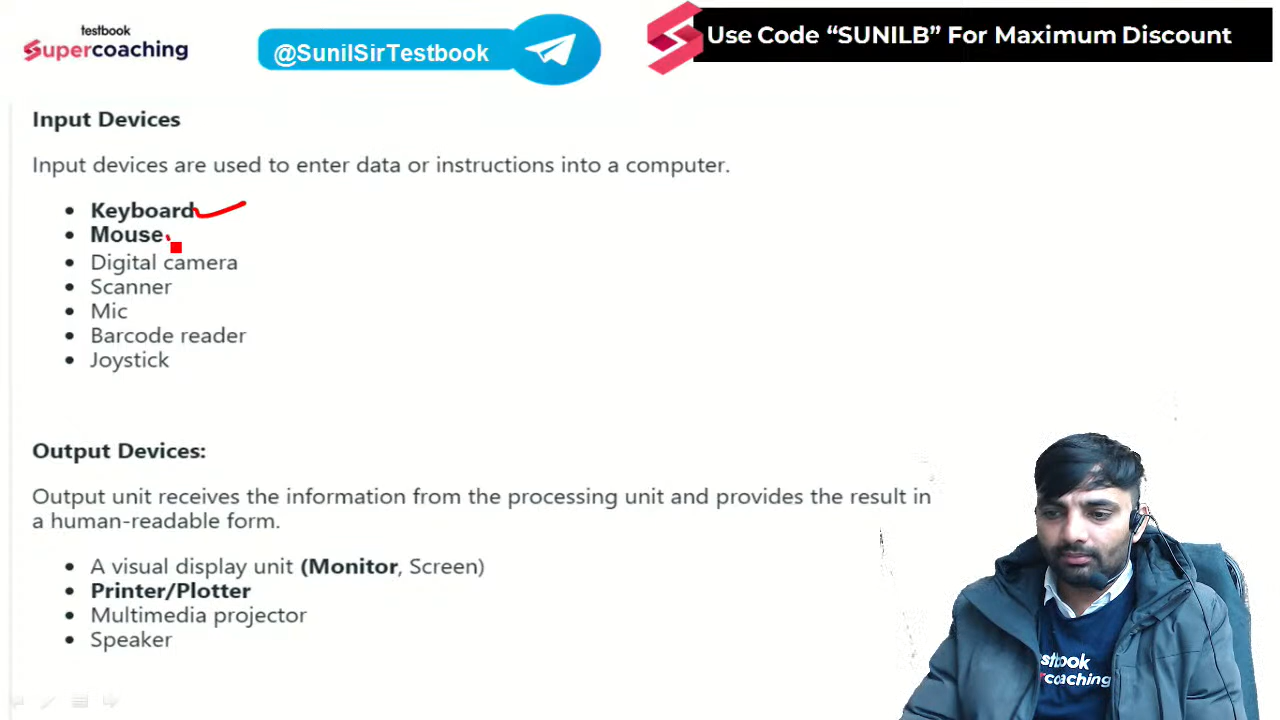 testbook
Supercoaching
@SunilSirTestbook
Use Code “SUNILB” For Maximum Discount
Input Devices
Input devices are used to enter data or instructions into a computer.
• Keyboard
• Mouse
• Digital camera
• Scanner
• Mic
• Barcode reader
• Joystick
Output Devices:
Output unit receives the information from the processing unit and provides the result in
a human-readable form.
• A visual display unit (Monitor, Screen)
• Printer/Plotter
• Multimedia projector
• Speaker
testbook
coaching